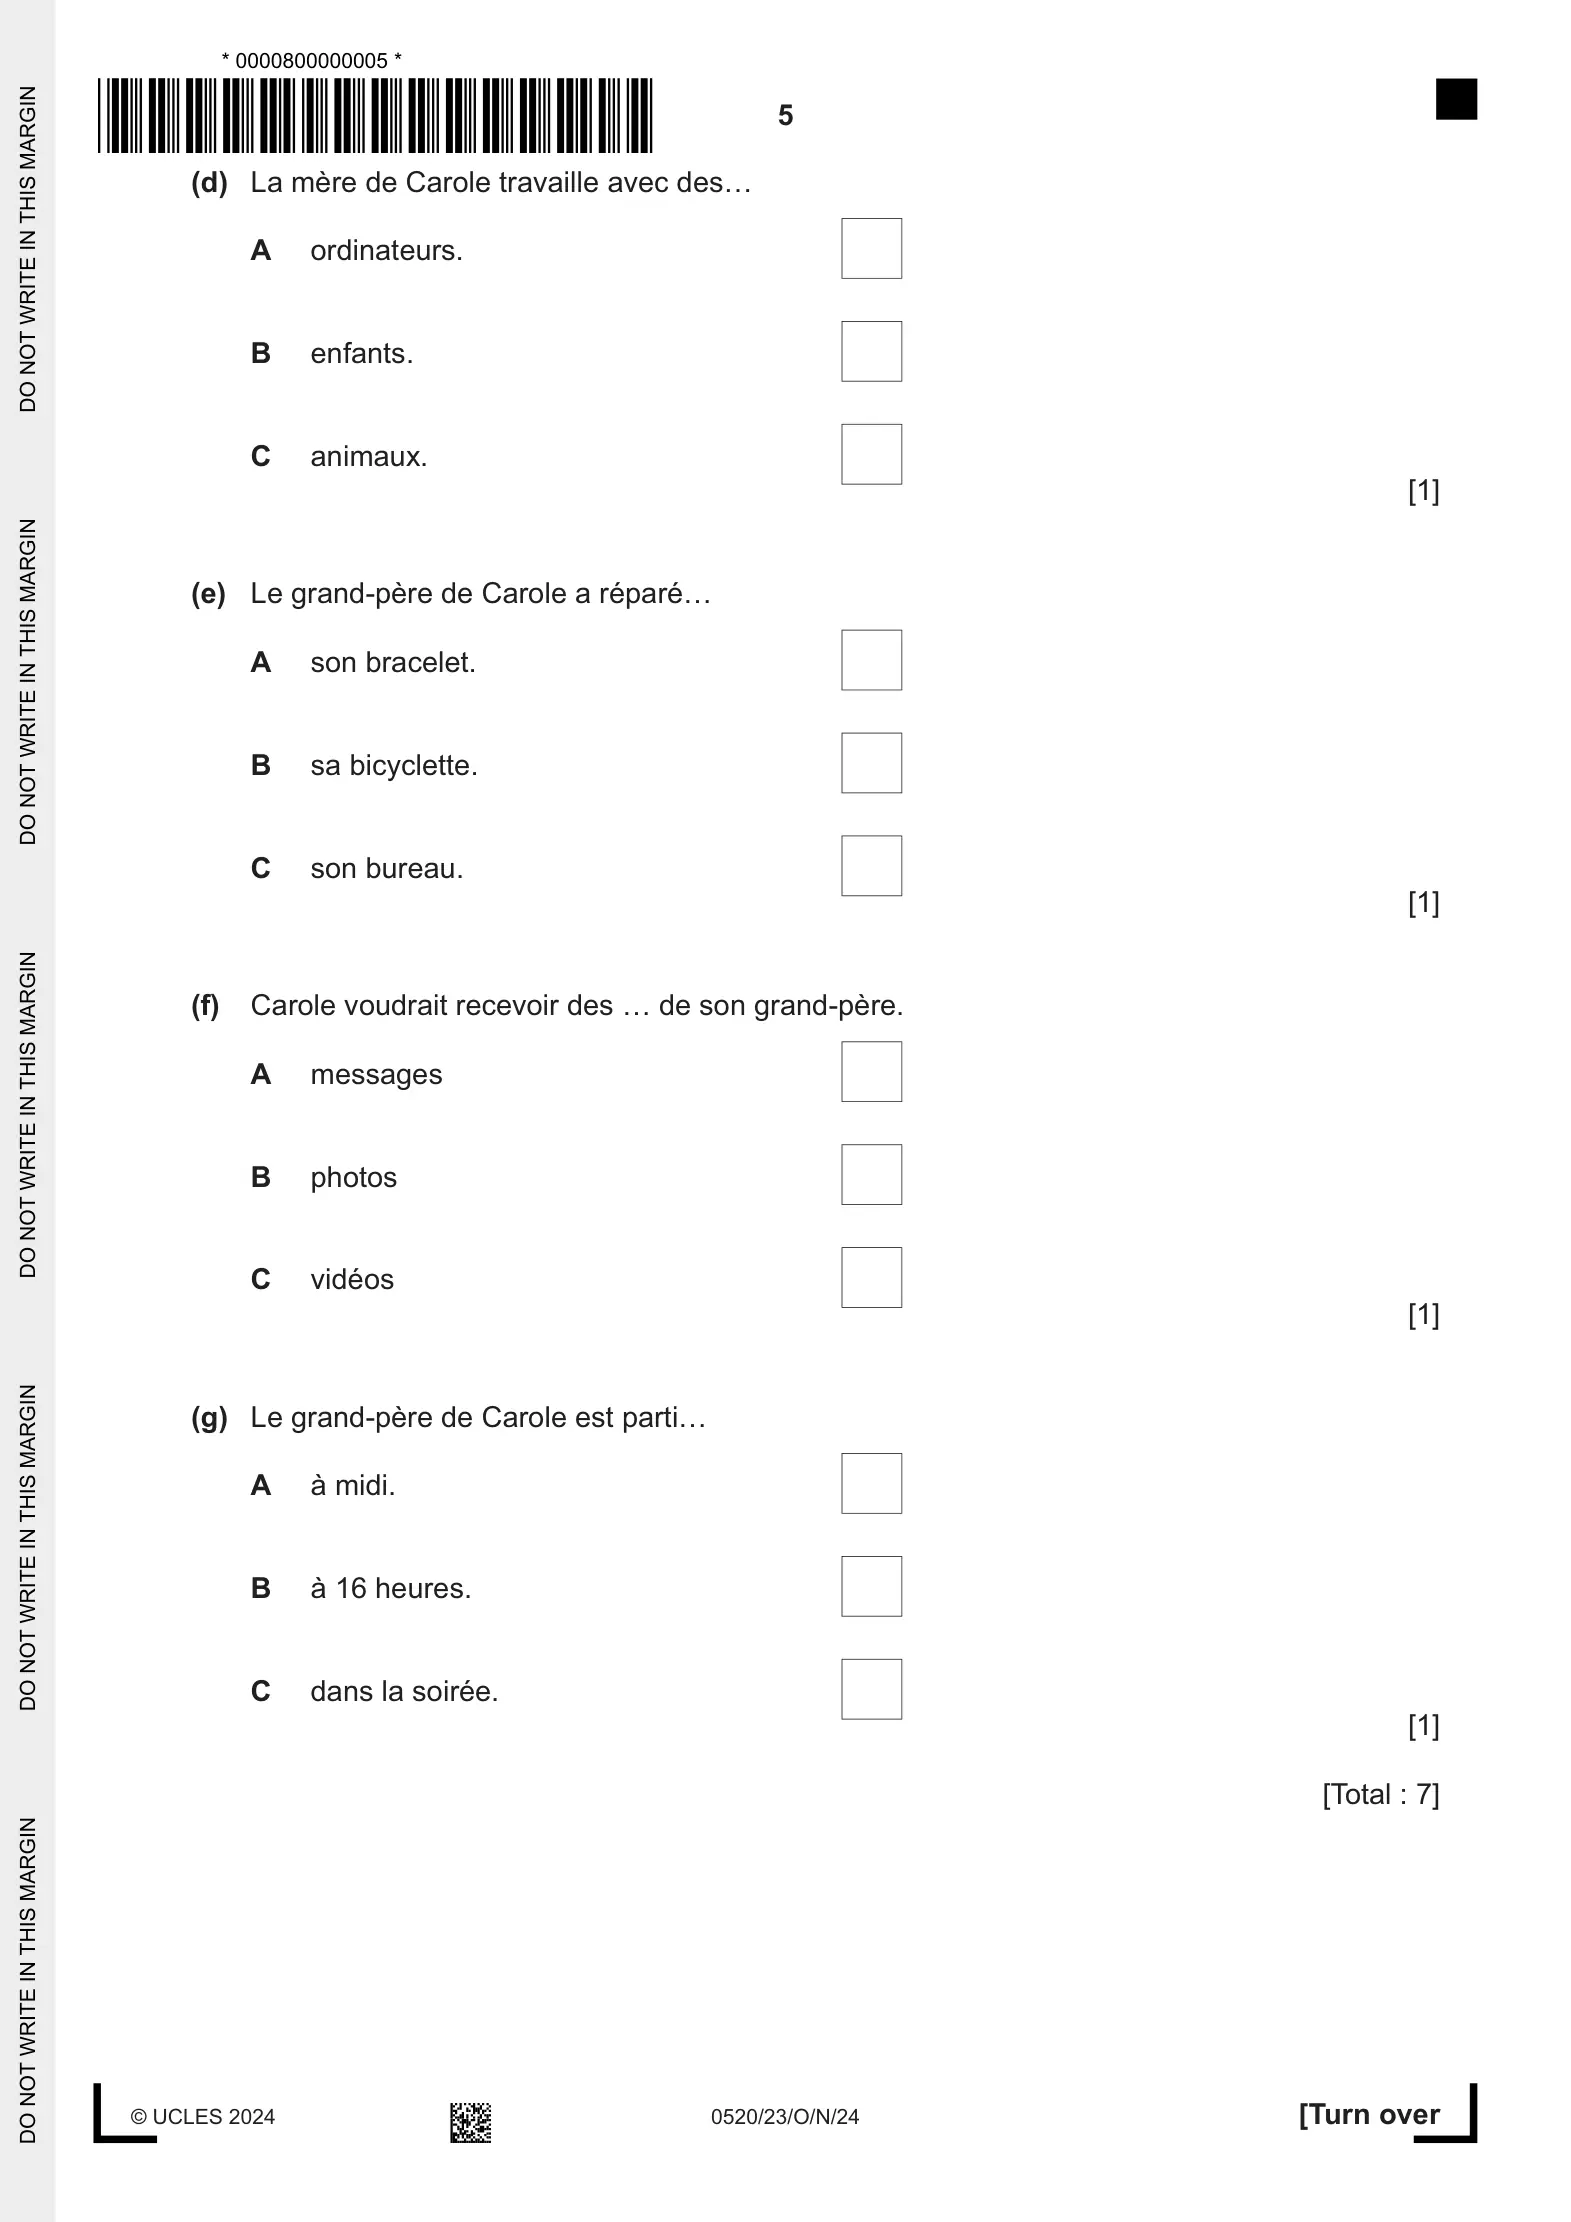 * 0000800000005 *
5
(d) La mère de Carole travaille avec des…
A ordinateurs.
B enfants.
C animaux.
[1]
(e) Le grand-père de Carole a réparé…
A son bracelet.
B sa bicyclette.
C son bureau.
[1]
(f) Carole voudrait recevoir des … de son grand-père.
A messages
B photos
C vidéos
[1]
(g) Le grand-père de Carole est parti…
A à midi.
B à 16 heures.
C dans la soirée.
[1]
[Total : 7]
© UCLES 2024
0520/23/O/N/24
[Turn over
DO NOT WRITE IN THIS MARGIN
DO NOT WRITE IN THIS MARGIN
DO NOT WRITE IN THIS MARGIN
DO NOT WRITE IN THIS MARGIN
DO NOT WRITE IN THIS MARGIN